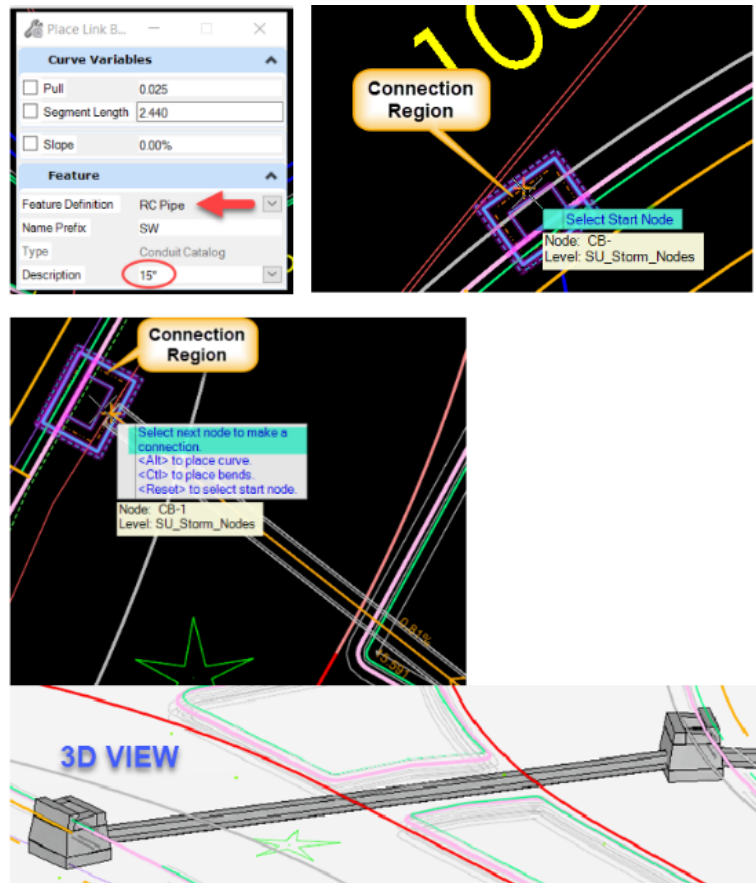 Place Link B...
Curve Variables
Pull 0.025
Segment Length 2.440
Slope 0.00%
Feature
Feature Definition RC Pipe
Name Prefix SW
Type Conduit Catalog
Description 15"
Connection
Region
Select Start Node
Node: CB-
Level: SU_Storm_Nodes
Connection
Region
Select next node to make a
connection.
<Alt> to place curve.
<Ctl> to place bends.
<Reset> to select start node.
Node: CB-1
Level: SU_Storm_Nodes
0.81%
3D VIEW